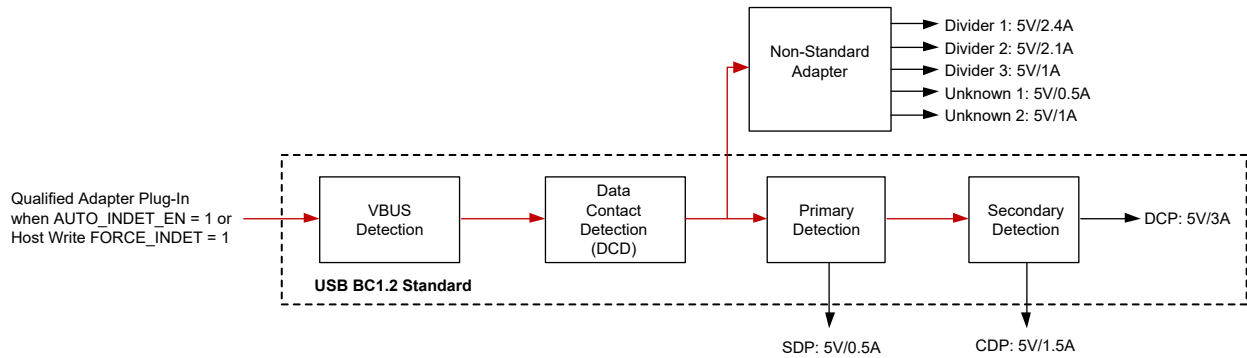 Non-Standard
Adapter
Divider 1: 5V/2.4A
Divider 2: 5V/2.1A
Divider 3: 5V/1A
Unknown 1: 5V/0.5A
Unknown 2: 5V/1A
Qualified Adapter Plug-In
when AUTO_INDET_EN = 1 or
Host Write FORCE_INDET = 1
VBUS
Detection
Data
Contact
Detection
(DCD)
Primary
Detection
Secondary
Detection
DCP: 5V/3A
USB BC1.2 Standard
SDP: 5V/0.5A
CDP: 5V/1.5A